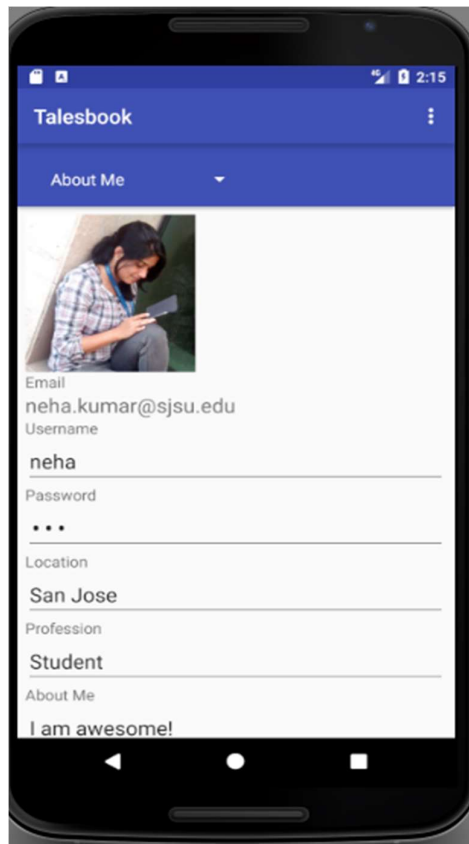 4G 2:15
Talesbook
About Me
Email
neha.kumar@sjsu.edu
Username
neha
Password
•••
Location
San Jose
Profession
Student
About Me
I am awesome!